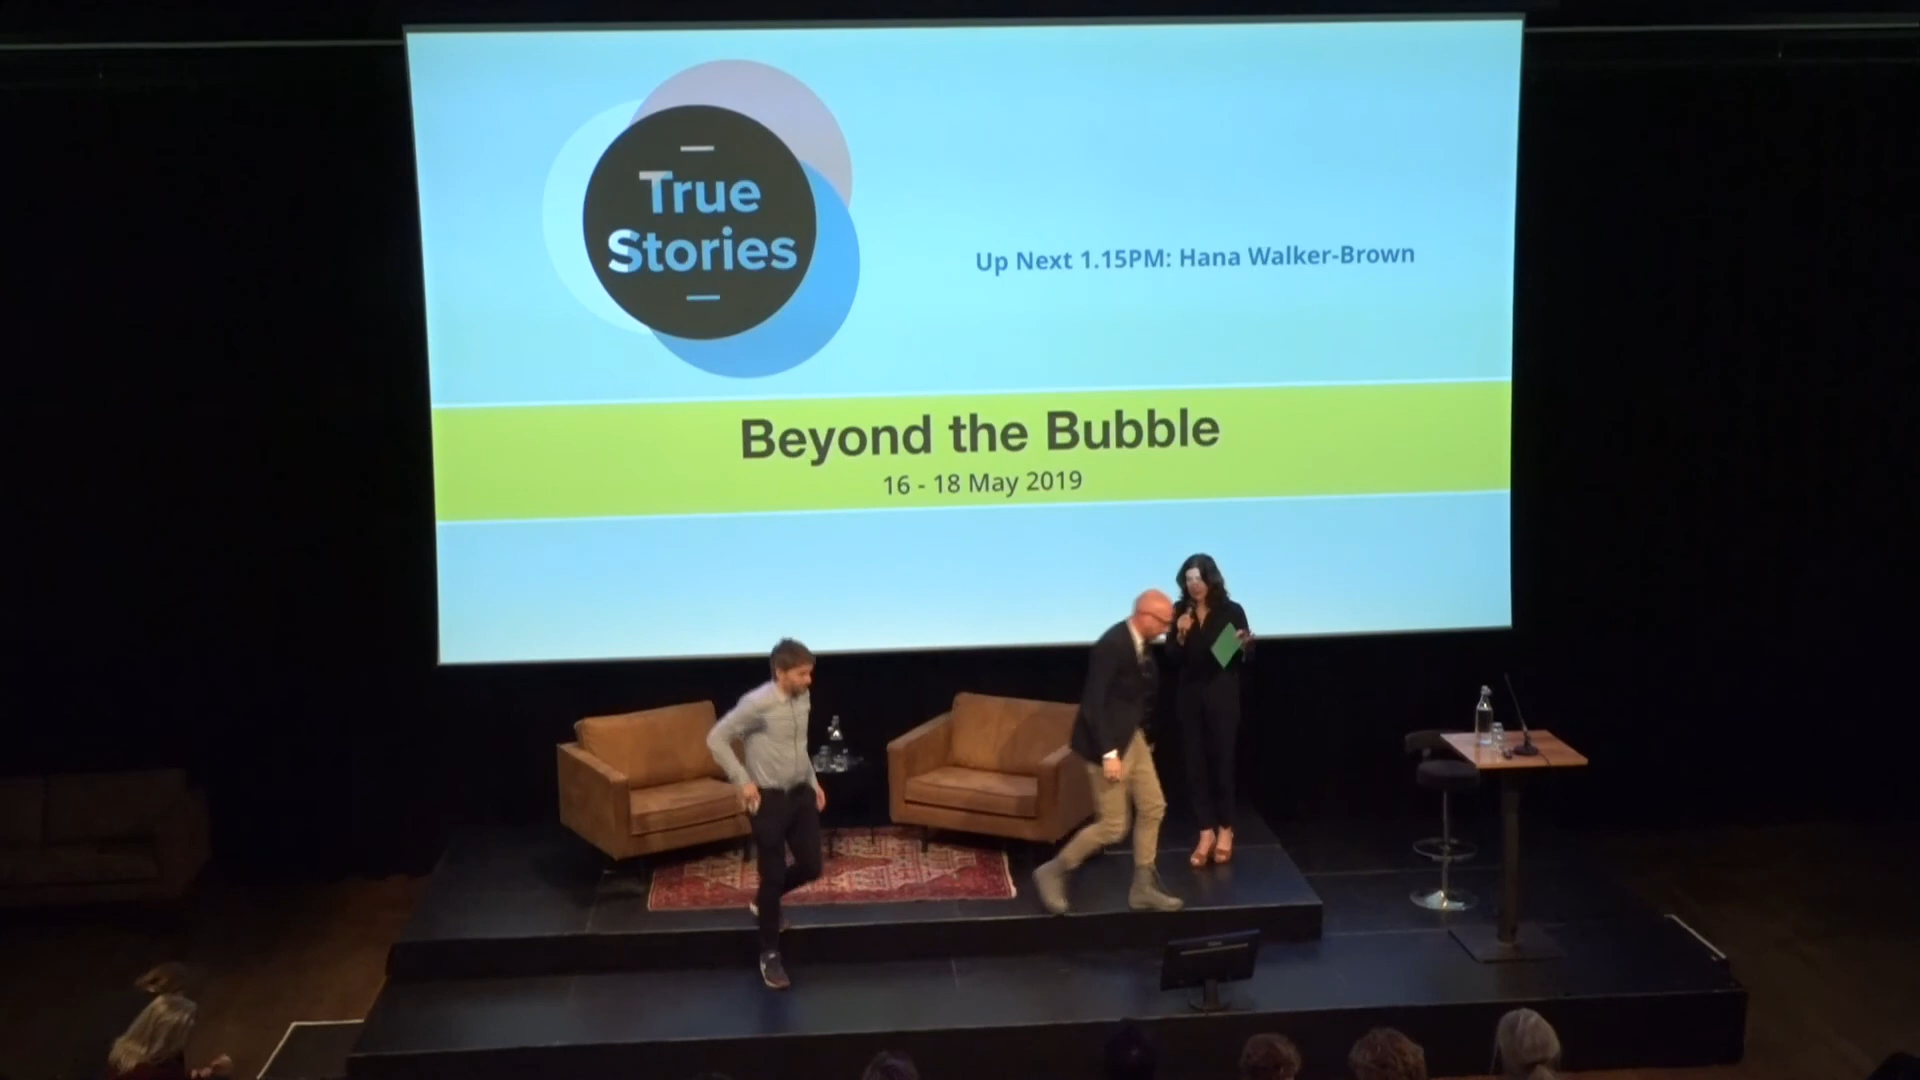 True
Stories
Up Next 1.15PM: Hana Walker-Brown
Beyond the Bubble
16 - 18 May 2019